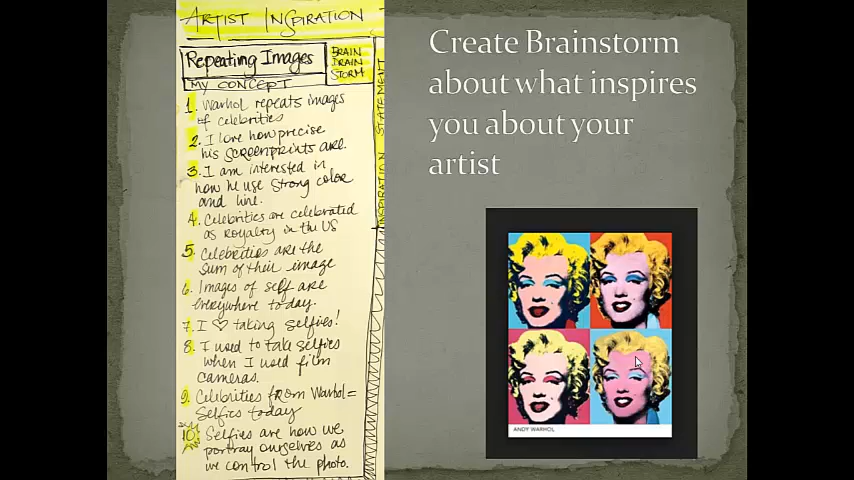 ARTIST INSPIRATION
Repeating Images
BRAIN
DRAIN
STORM
MY CONCEPT
1. Warhol repeats images
of celebrities
2. I love how precise
his screenprints are.
3. I am interested in
how he use strong color
and line.
4. Celebrities are celebrated
as royalty in the US
5. Celebrities are the
sum of their image
6. Images of self are
everywhere today.
7. I ♡ taking selfies!
8. I used to take selfies
when I used film
cameras.
9. Celebrities from Warhol =
Selfies today
10. Selfies are how we
portray ourselves as
we control the photo.
INSPIRATION STATEMENT
Create Brainstorm
about what inspires
you about your
artist
ANDY WARHOL